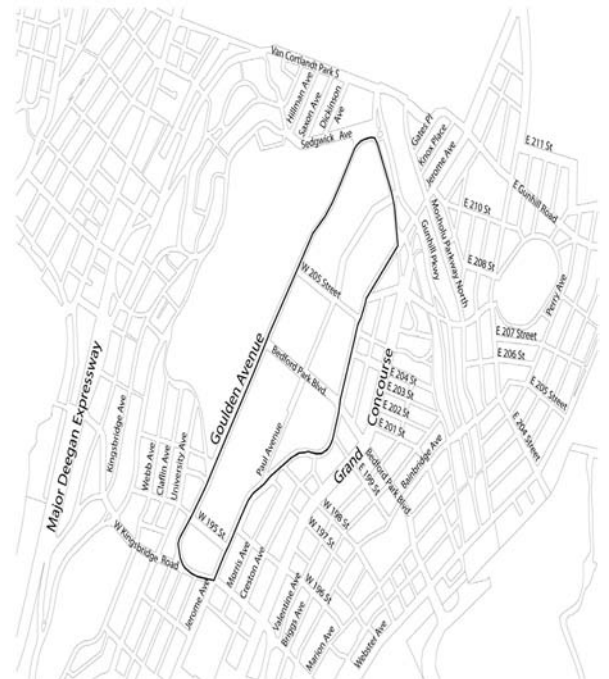 Van Cortlandt Park S
Hillman Ave
Saxon Ave
Dickinson
Ave
Sedgwick Ave
Gates Pl
Knox Place
Jerome Ave
E 211 St
E Gunhill Road
E 210 St
Mosholu Parkway North
Gunhill Pkwy
E 208 St
Perry Ave
W 205 Street
E 207 Street
E 206 St
Goulden Avenue
Bedford Park Blvd.
Concourse
E 204 St
E 203 St
E 202 St
E 201 St
E 205 Street
E 204 Street
Major Deegan Expressway
Kingsbridge Ave
Webb Ave
Claflin Ave
University Ave
Paul Avenue
Grand
Bedford Park Blvd.
Bainbridge Ave
E 199 St
W 198 St
W 197 St
W 195 St
W Kingsbridge Road
Jerome Ave
Morris Ave
Creston Ave
W 196 St
Valentine Ave
Briggs Ave
Marion Ave
Webster Ave